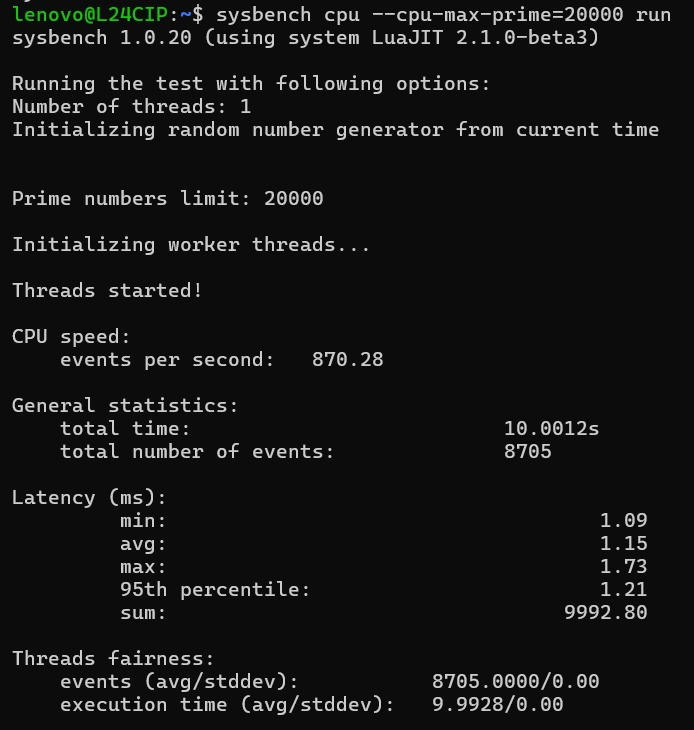 lenovo@L24CIP:~$ sysbench cpu --cpu-max-prime=20000 run
sysbench 1.0.20 (using system LuaJIT 2.1.0-beta3)
Running the test with following options:
Number of threads: 1
Initializing random number generator from current time
Prime numbers limit: 20000
Initializing worker threads...
Threads started!
CPU speed:
    events per second:   870.28
General statistics:
    total time:                          10.0012s
    total number of events:              8705
Latency (ms):
         min:                                    1.09
         avg:                                    1.15
         max:                                    1.73
         95th percentile:                        1.21
         sum:                                 9992.80
Threads fairness:
    events (avg/stddev):           8705.0000/0.00
    execution time (avg/stddev):   9.9928/0.00